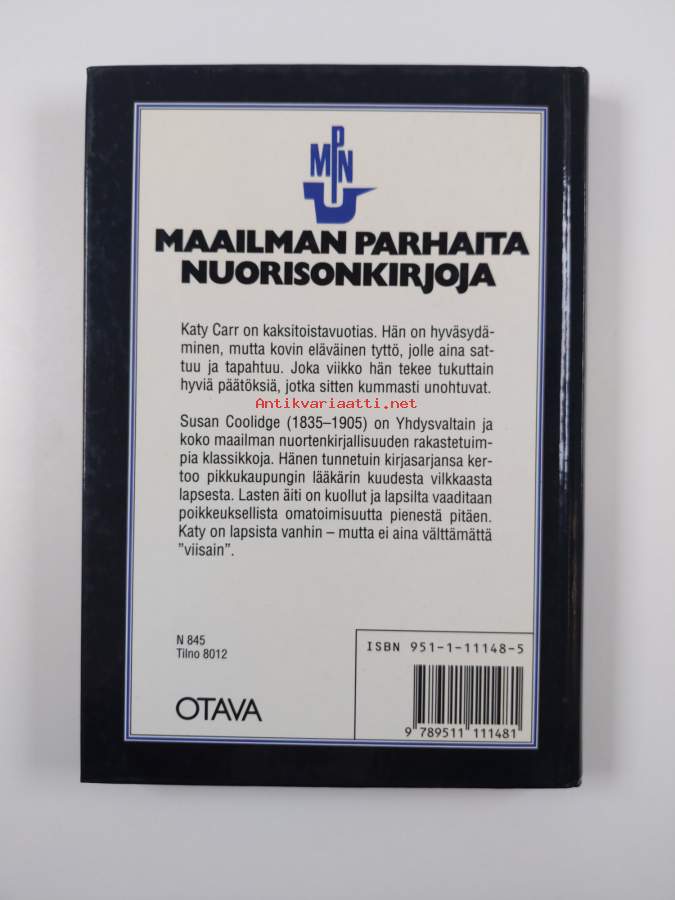 MPN
MAAILMAN PARHAITA
NUORISONKIRJOJA
Katy Carr on kaksitoistavuotias. Hän on hyväsydä-
minen, mutta kovin eläväinen tyttö, jolle aina sat-
tuu ja tapahtuu. Joka viikko hän tekee tukuttain
hyviä päätöksiä, jotka sitten kummasti unohtuvat.
Antikvariaatti.net
Susan Coolidge (1835–1905) on Yhdysvaltain ja
koko maailman nuortenkirjallisuuden rakastetuim-
pia klassikkoja. Hänen tunnetuin kirjasarjansa ker-
too pikkukaupungin lääkärin kuudesta vilkkaasta
lapsesta. Lasten äiti on kuollut ja lapsilta vaaditaan
poikkeuksellista omatoimisuutta pienestä pitäen.
Katy on lapsista vanhin – mutta ei aina välttämättä
”viisain”.
N 845
Tilno 8012
OTAVA
ISBN 951-1-11148-5
9 789511 111481